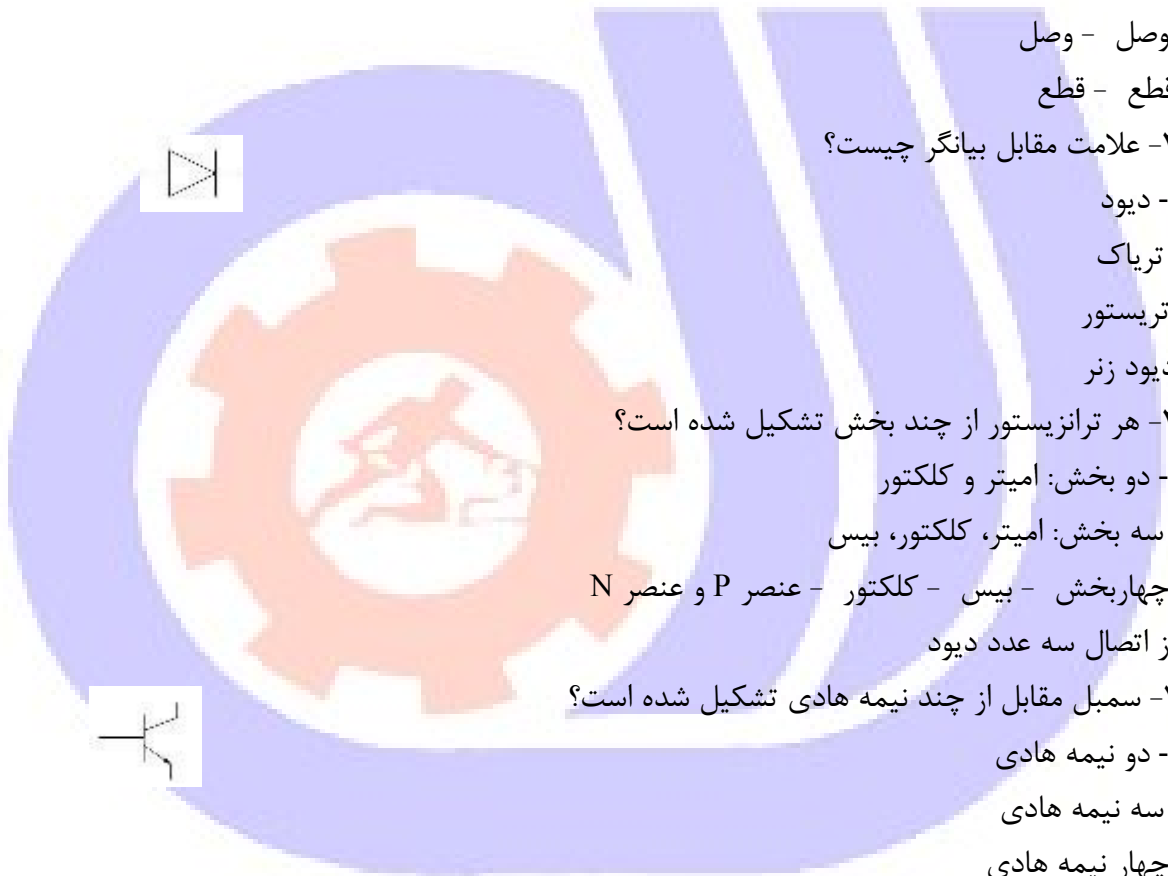 وصل - وصل
قطع - قطع
- علامت مقابل بیانگر چیست؟
- دیود
تریاک
تریستور
دیود زنر
- هر ترانزیستور از چند بخش تشکیل شده است؟
- دو بخش: امیتر و کلکتور
سه بخش: امیتر، کلکتور، بیس
چهاربخش - بیس - کلکتور - عنصر P و عنصر N
ز اتصال سه عدد دیود
- سمبل مقابل از چند نیمه هادی تشکیل شده است؟
- دو نیمه هادی
سه نیمه هادی
چهار نیمه هادی